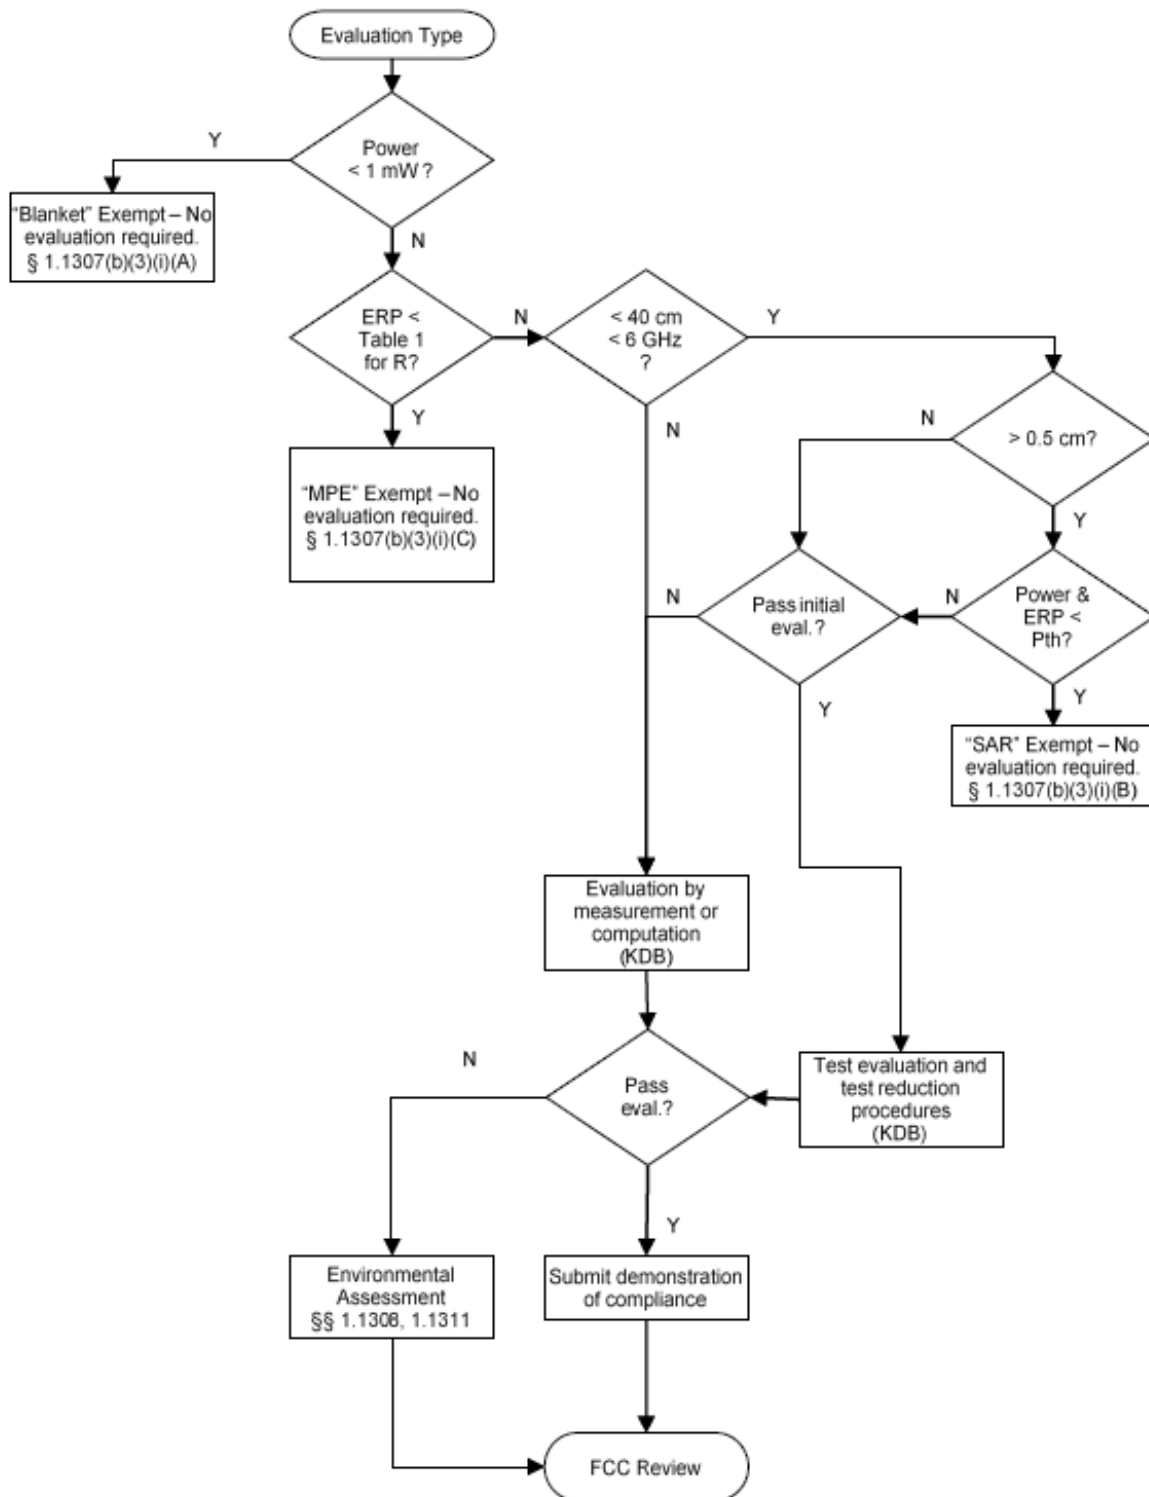 Evaluation Type
Y
Power
< 1 mW ?
"Blanket" Exempt – No
evaluation required.
§ 1.1307(b)(3)(i)(A)
N
ERP <
Table 1
for R?
N
< 40 cm
< 6 GHz
?
Y
Y
N
N
> 0.5 cm?
"MPE" Exempt – No
evaluation required.
§ 1.1307(b)(3)(i)(C)
Y
N
Pass initial
eval.?
N
Power &
ERP <
Pth?
Y
Y
"SAR" Exempt – No
evaluation required.
§ 1.1307(b)(3)(i)(B)
Evaluation by
measurement or
computation
(KDB)
N
Pass
eval.?
Test evaluation and
test reduction
procedures
(KDB)
Y
Environmental
Assessment
§§ 1.1308, 1.1311
Submit demonstration
of compliance
FCC Review